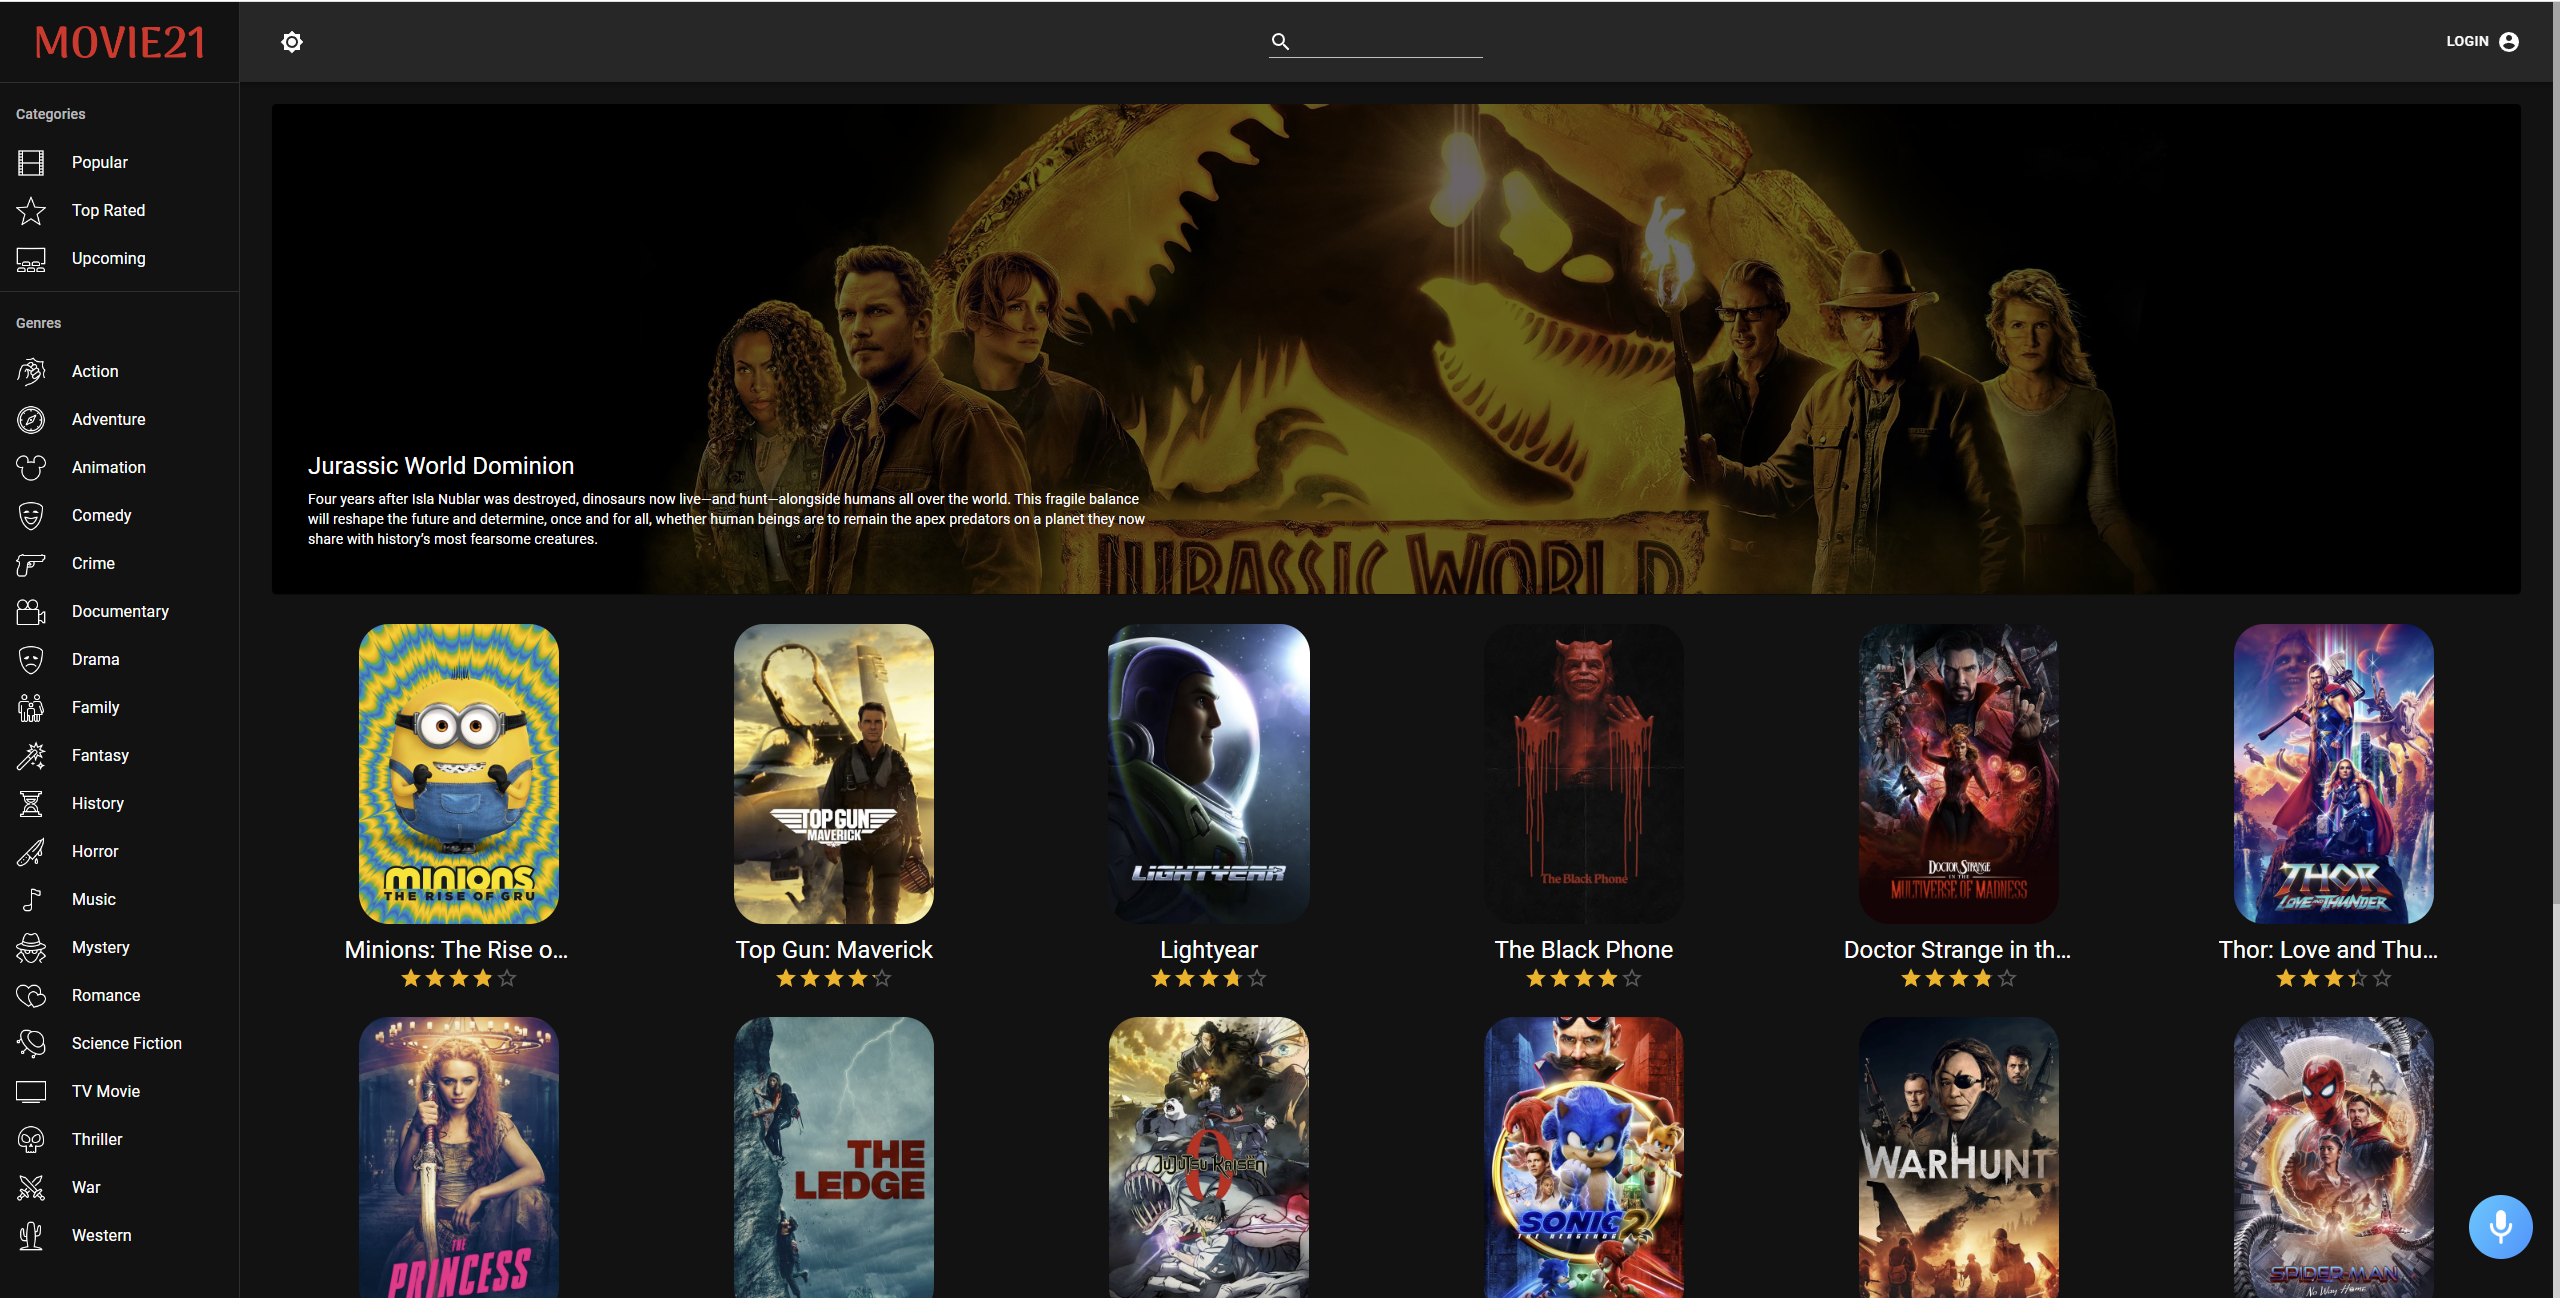 MOVIE21
LOGIN
Categories
Popular
Top Rated
Upcoming
Genres
Action
Adventure
Animation
Comedy
Crime
Documentary
Drama
Family
Fantasy
History
Horror
Music
Mystery
Romance
Science Fiction
TV Movie
Thriller
War
Western
Jurassic World Dominion
Four years after Isla Nublar was destroyed, dinosaurs now live—and hunt—alongside humans all over the world. This fragile balance
will reshape the future and determine, once and for all, whether human beings are to remain the apex predators on a planet they now
share with history’s most fearsome creatures.
JURASSIC WORLD
MINIONS
THE RISE OF GRU
TOP GUN
MAVERICK
LIGHTYEAR
The Black Phone
DOCTOR STRANGE
IN THE
MULTIVERSE OF MADNESS
THOR
LOVE AND THUNDER
Minions: The Rise o...
Top Gun: Maverick
Lightyear
The Black Phone
Doctor Strange in th...
Thor: Love and Thu...
THE
PRINCESS
THE
LEDGE
JUJUTSU KAISEN
0
SONIC 2
THE HEDGEHOG
WARHUNT
SPIDER-MAN
No Way Home